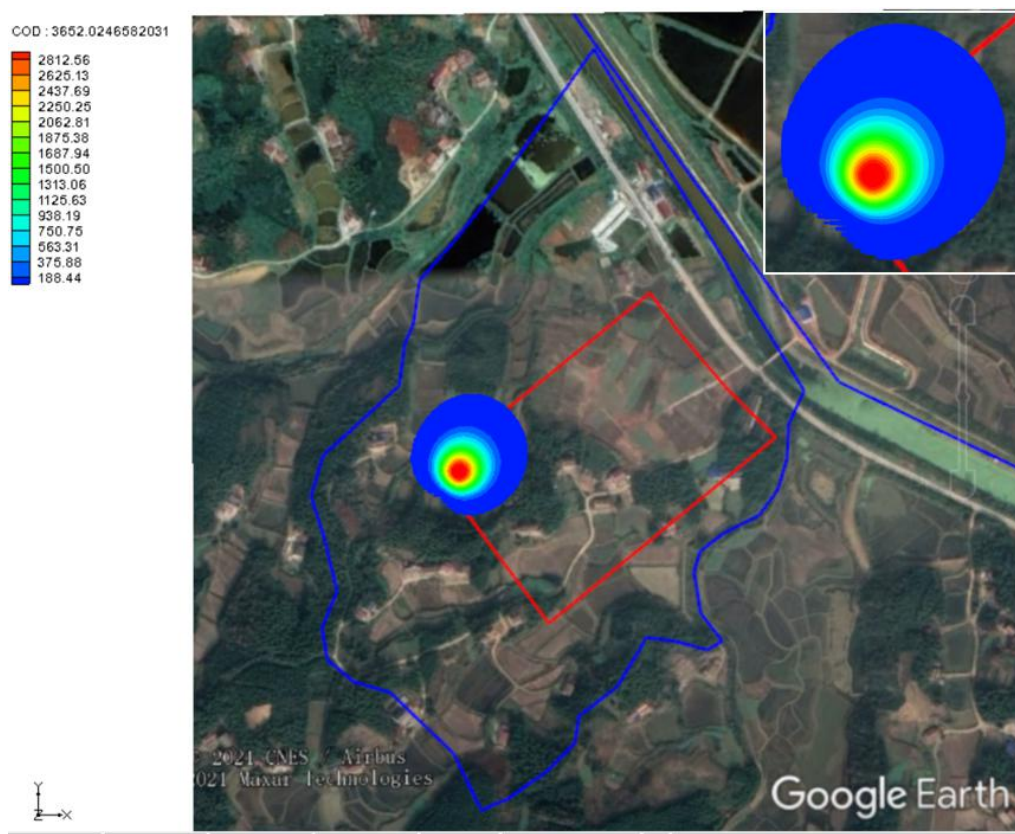 COD : 3652.0246582031
2812.56
2625.13
2437.69
2250.25
2062.81
1875.38
1687.94
1500.50
1313.06
1125.63
938.19
750.75
563.31
375.88
188.44
2021 CNES / Airbus
2021 Maxar Technologies
Y
Z X
Google Earth